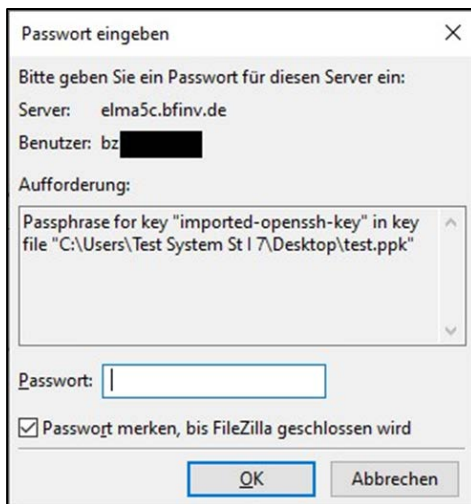 Passwort eingeben
Bitte geben Sie ein Passwort für diesen Server ein:
Server: elma5c.bfinv.de
Benutzer: bz
Aufforderung:
Passphrase for key "imported-openssh-key" in key
file "C:\Users\Test System St I 7\Desktop\test.ppk"
Passwort:
Passwort merken, bis FileZilla geschlossen wird
OK Abbrechen